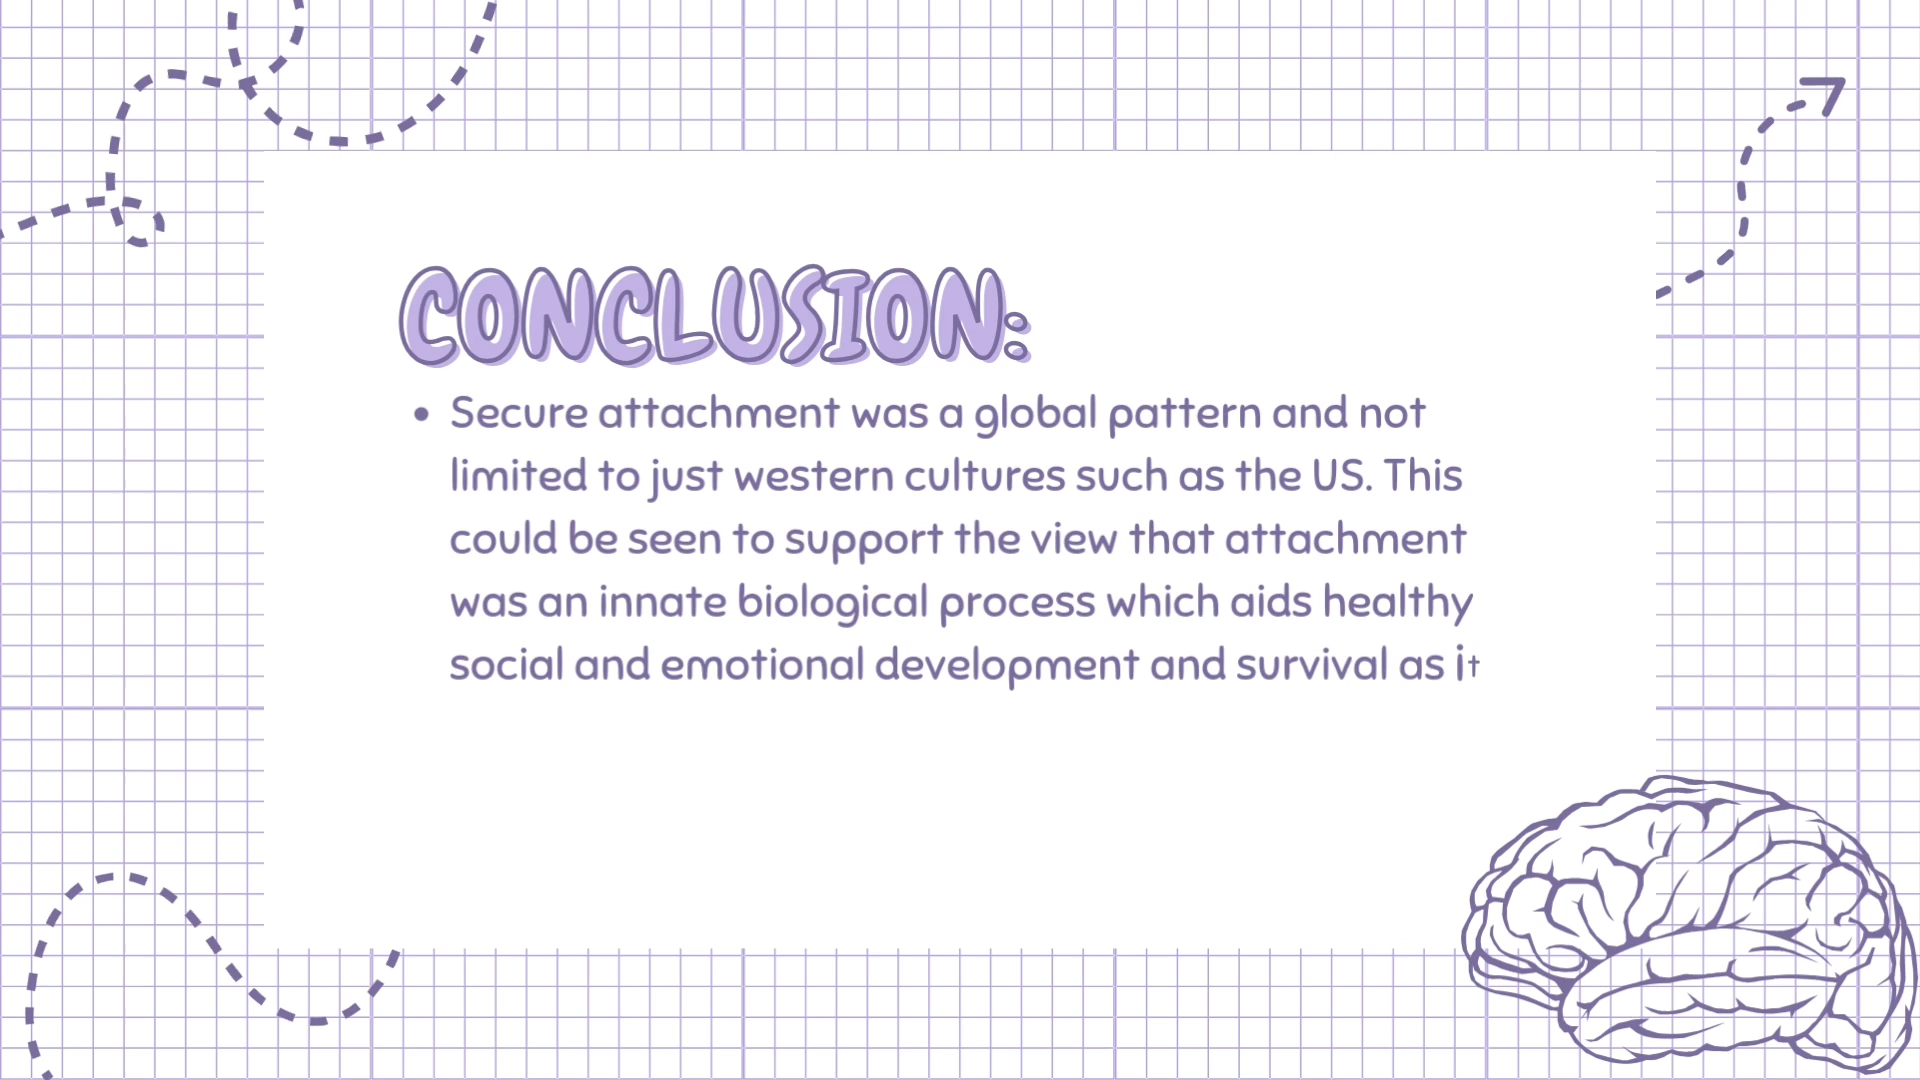 CONCLUSION:
• Secure attachment was a global pattern and not
limited to just western cultures such as the US. This
could be seen to support the view that attachment
was an innate biological process which aids healthy
social and emotional development and survival as it